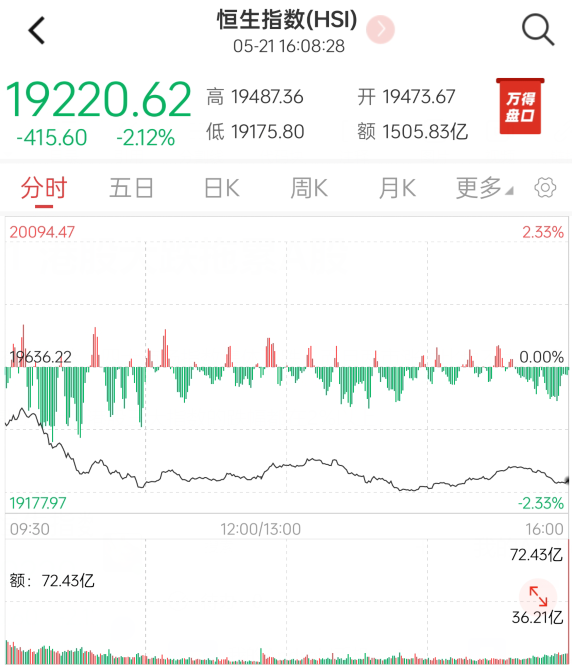 恒生指数(HSI)
05-21 16:08:28
19220.62
-415.60 -2.12%
高 19487.36 开 19473.67
低 19175.80 额 1505.83亿
万得
盘口
分时 五日 日K 周K 月K 更多
20094.47 2.33%
19636.22 0.00%
19177.97 -2.33%
09:30 12:00/13:00 16:00
72.43亿
额：72.43亿
36.21亿